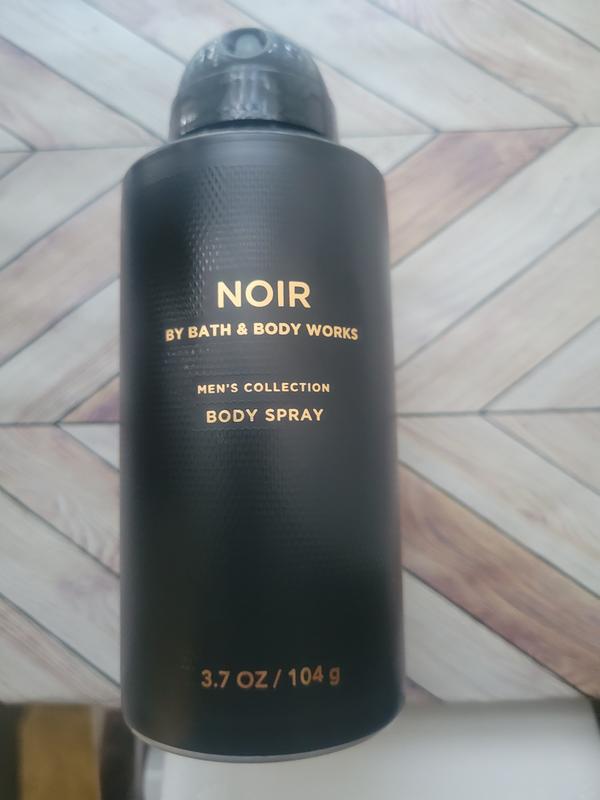 NOIR
BY BATH & BODY WORKS
MEN'S COLLECTION
BODY SPRAY
3.7 OZ / 104 g